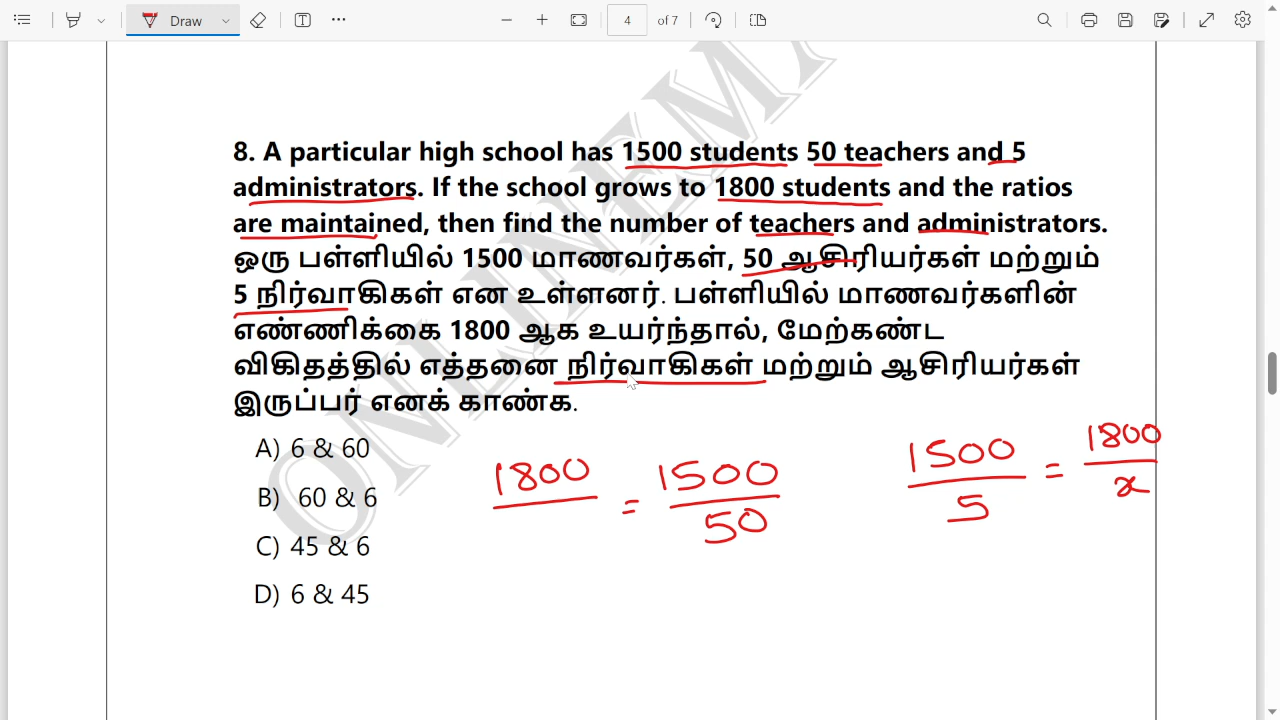 Draw
4 of 7
ONLINEMA
8. A particular high school has 1500 students 50 teachers and 5
administrators. If the school grows to 1800 students and the ratios
are maintained, then find the number of teachers and administrators.
ஒரு பள்ளியில் 1500 மாணவர்கள், 50 ஆசிரியர்கள் மற்றும்
5 நிர்வாகிகள் என உள்ளனர். பள்ளியில் மாணவர்களின்
எண்ணிக்கை 1800 ஆக உயர்ந்தால், மேற்கண்ட
விகிதத்தில் எத்தனை நிர்வாகிகள் மற்றும் ஆசிரியர்கள்
இருப்பர் எனக் காண்க.
A) 6 & 60
B) 60 & 6
C) 45 & 6
D) 6 & 45
1800 = 1500
50
1500 = 1800
5 x